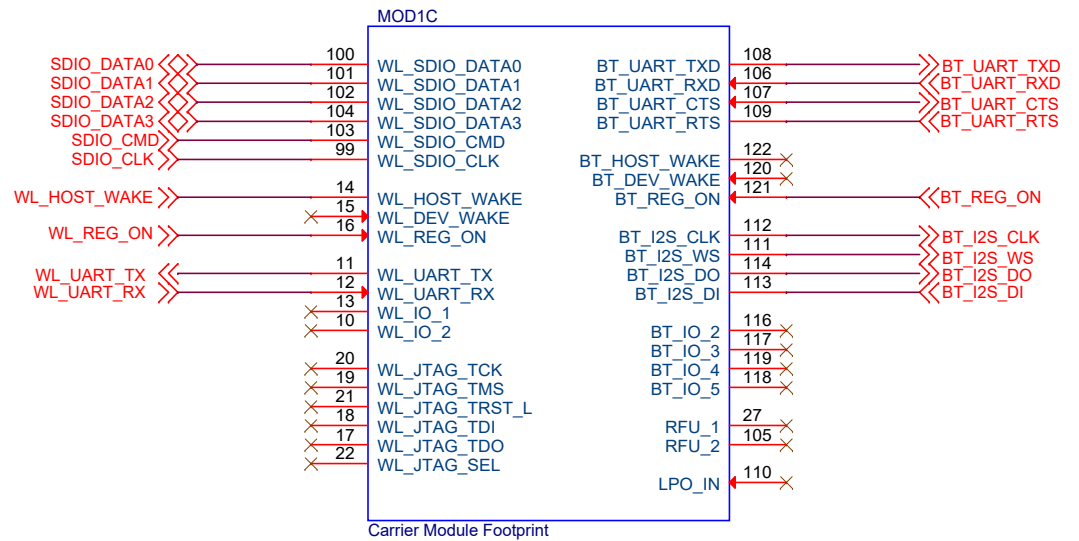 MOD1C
SDIO_DATA0 100 WL_SDIO_DATA0 BT_UART_TXD 108 BT_UART_TXD
SDIO_DATA1 101 WL_SDIO_DATA1 BT_UART_RXD 106 BT_UART_RXD
SDIO_DATA2 102 WL_SDIO_DATA2 BT_UART_CTS 107 BT_UART_CTS
SDIO_DATA3 104 WL_SDIO_DATA3 BT_UART_RTS 109 BT_UART_RTS
SDIO_CMD 103 WL_SDIO_CMD
SDIO_CLK 99 WL_SDIO_CLK BT_HOST_WAKE 122
BT_DEV_WAKE 120
WL_HOST_WAKE 14 WL_HOST_WAKE BT_REG_ON 121 BT_REG_ON
15 WL_DEV_WAKE
WL_REG_ON 16 WL_REG_ON BT_I2S_CLK 112 BT_I2S_CLK
BT_I2S_WS 111 BT_I2S_WS
WL_UART_TX 11 WL_UART_TX BT_I2S_DO 114 BT_I2S_DO
WL_UART_RX 12 WL_UART_RX BT_I2S_DI 113 BT_I2S_DI
13 WL_IO_1
10 WL_IO_2 BT_IO_2 116
BT_IO_3 117
20 WL_JTAG_TCK BT_IO_4 119
19 WL_JTAG_TMS BT_IO_5 118
21 WL_JTAG_TRST_L
18 WL_JTAG_TDI RFU_1 27
17 WL_JTAG_TDO RFU_2 105
22 WL_JTAG_SEL
LPO_IN 110
Carrier Module Footprint